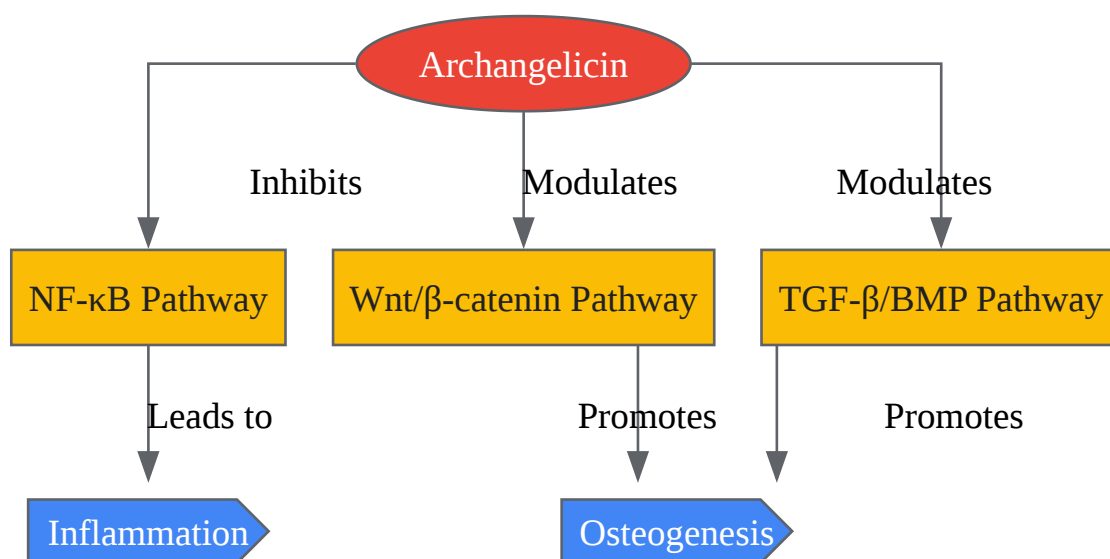 Archangelicin
Inhibits
Modulates
Modulates
NF-κB Pathway
Wnt/β-catenin Pathway
TGF-β/BMP Pathway
Leads to
Promotes
Promotes
Inflammation
Osteogenesis